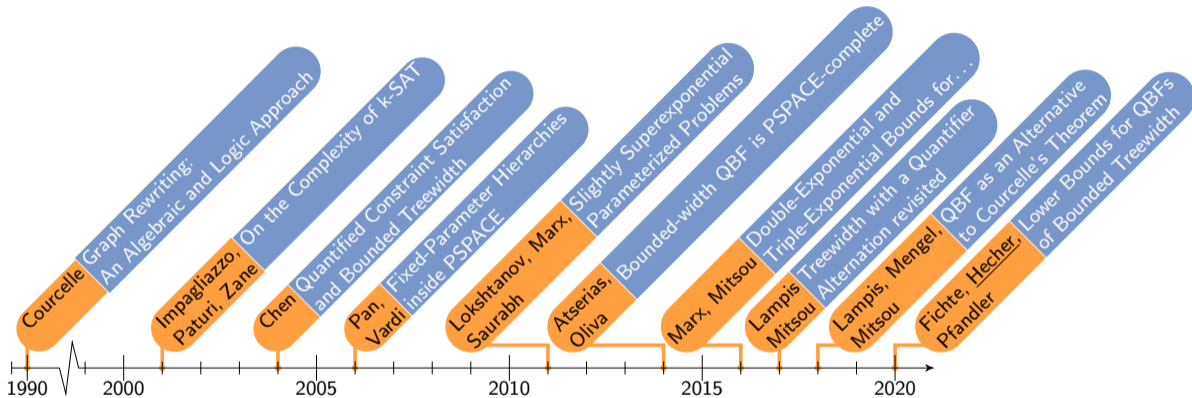 Courcelle
Graph Rewriting:
An Algebraic and Logic Approach
Impagliazzo,
Paturi, Zane
On the Complexity of k-SAT
Chen
Quantified Constraint Satisfaction
and Bounded Treewidth
Pan,
Vardi
Fixed-Parameter Hierarchies
inside PSPACE
Lokshtanov, Marx,
Saurabh
Slightly Superexponential
Parameterized Problems
Atserias,
Oliva
Bounded-width QBF is PSPACE-complete
Marx, Mitsou
Double-Exponential and
Triple-Exponential Bounds for…
Lampis
Mitsou
Treewidth with a Quantifier
Alternation revisited
Lampis, Mengel,
Mitsou
QBF as an Alternative
to Courcelle's Theorem
Fichte, Hecher,
Pfandler
Lower Bounds for QBFs
of Bounded Treewidth
1990
2000
2005
2010
2015
2020